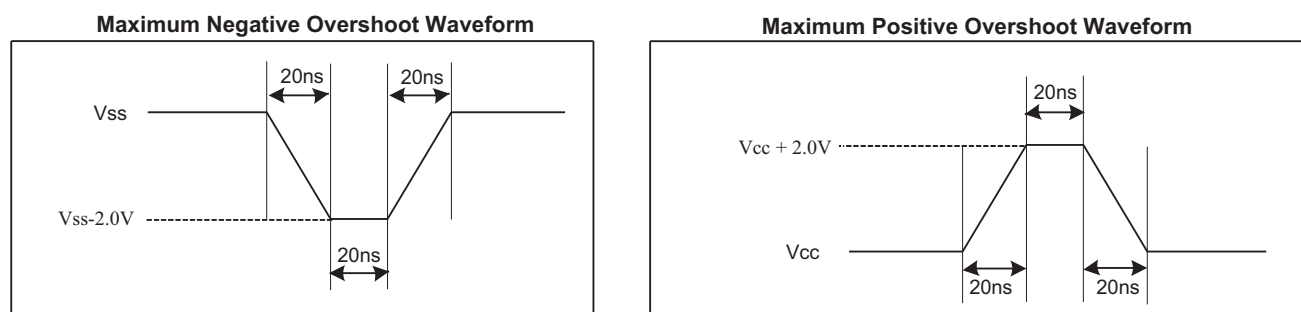 Maximum Negative Overshoot Waveform
20ns
20ns
Vss
Vss-2.0V
20ns
Maximum Positive Overshoot Waveform
20ns
Vcc + 2.0V
Vcc
20ns
20ns